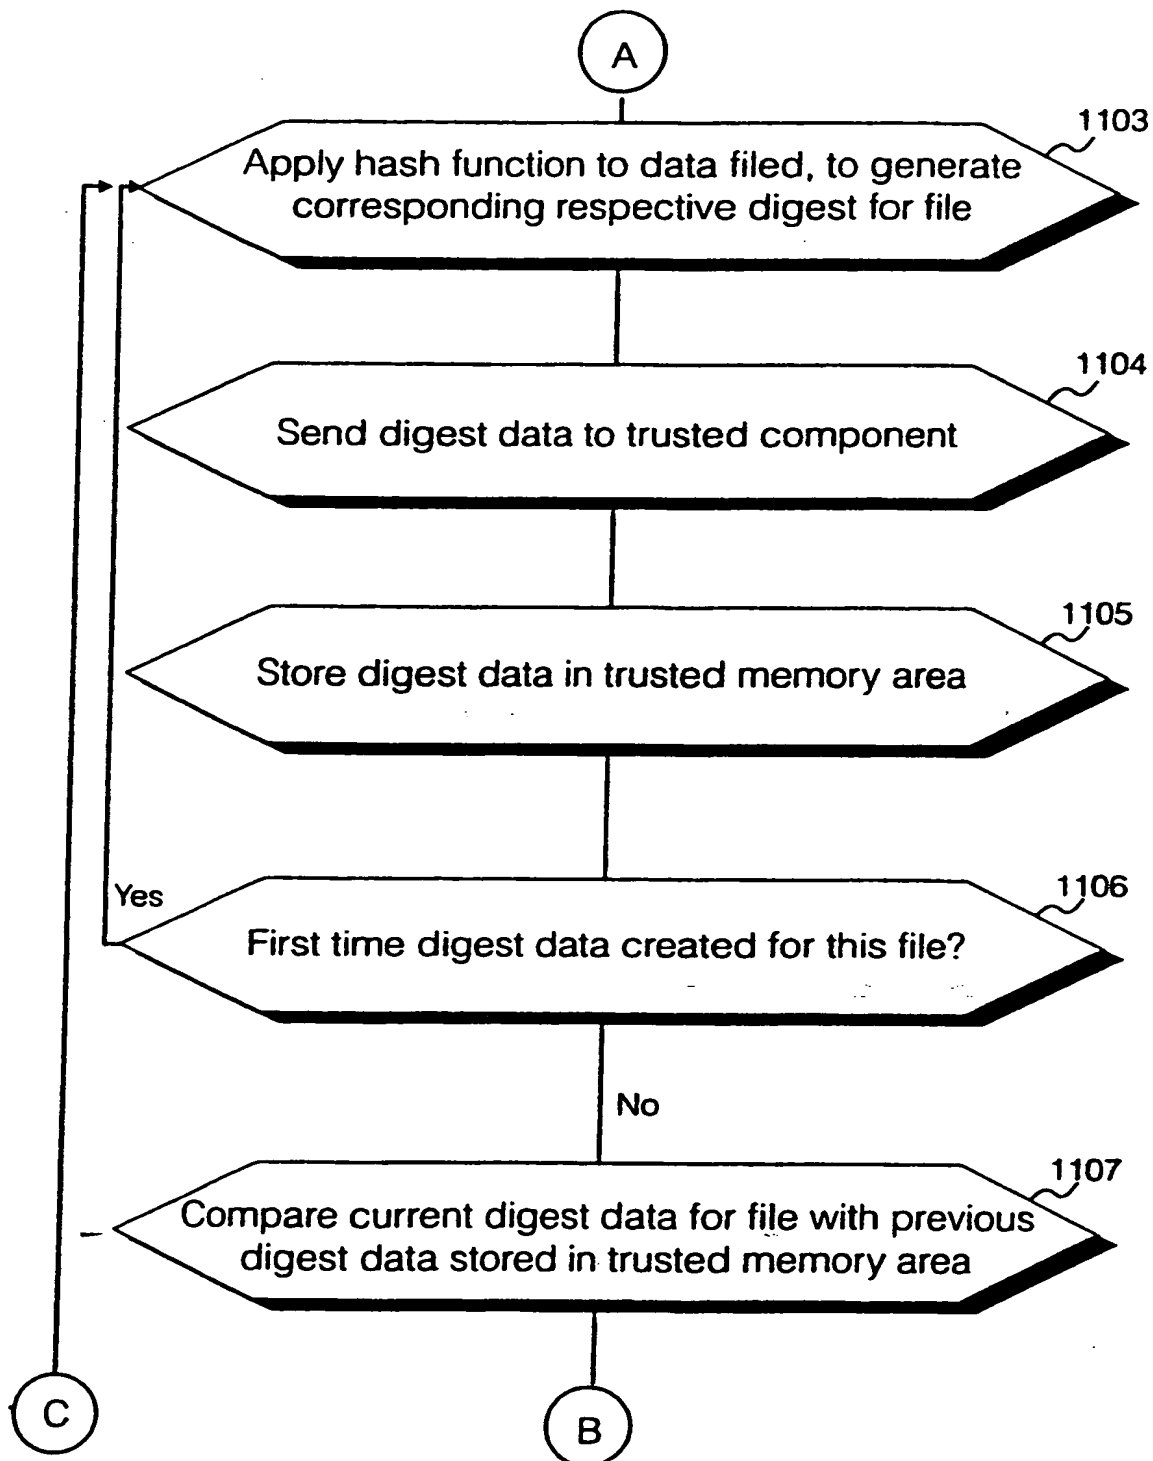 A
1103
Apply hash function to data filed, to generate
corresponding respective digest for file
1104
Send digest data to trusted component
1105
Store digest data in trusted memory area
Yes
1106
First time digest data created for this file?
No
1107
Compare current digest data for file with previous
digest data stored in trusted memory area
C
B